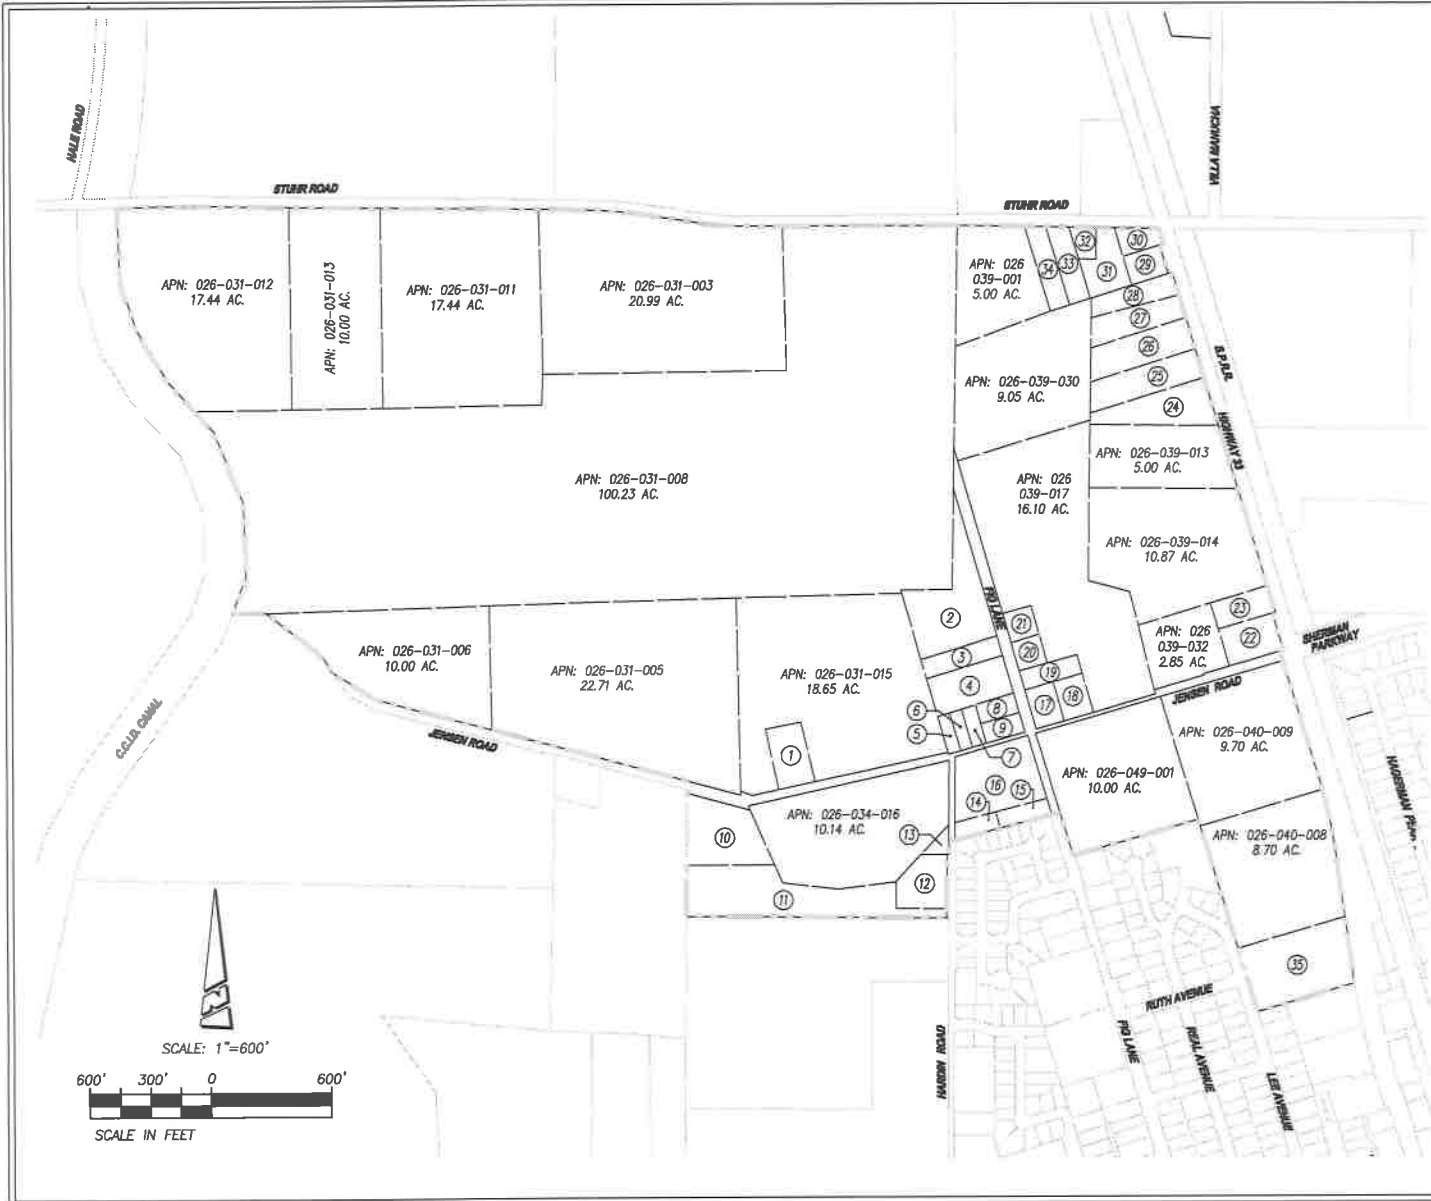 HALE ROAD
STUHR ROAD
STUHR ROAD
VILLA MANUCHA
APN: 026-031-012
17.44 AC.
APN: 026-031-013
10.00 AC.
APN: 026-031-011
17.44 AC.
APN: 026-031-003
20.99 AC.
APN: 026
039-001
5.00 AC.
34
33
32
31
30
29
28
27
26
25
24
S.P.R.R.
HIGHWAY 33
APN: 026-039-030
9.05 AC.
APN: 026-039-013
5.00 AC.
APN: 026-031-008
100.23 AC.
APN: 026
039-017
16.10 AC.
APN: 026-039-014
10.87 AC.
FIG LANE
2
21
23
22
SHERMAN
PARKWAY
APN: 026
039-032
2.85 AC.
APN: 026-031-006
10.00 AC.
APN: 026-031-005
22.71 AC.
APN: 026-031-015
18.65 AC.
3
20
4
19
17
18
JENSEN ROAD
6
5
8
9
7
C.C.I.D. CANAL
JENSEN ROAD
1
APN: 026-049-001
10.00 AC.
APN: 026-040-009
9.70 AC.
16
14
15
APN: 026-034-016
10.14 AC.
13
APN: 026-040-008
8.70 AC.
10
12
11
35
RUTH AVENUE
FIG LANE
REAL AVENUE
LEE AVENUE
HARDIN ROAD
SCALE: 1"=600'
600' 300' 0 600'
SCALE IN FEET
HAGERMAN